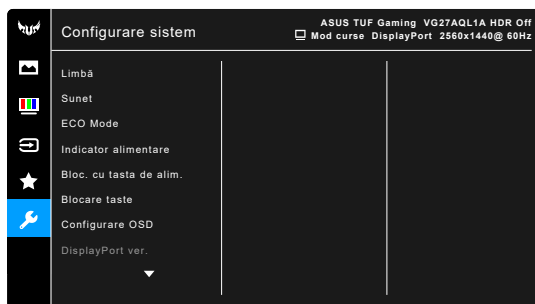 Configurare sistem
ASUS TUF Gaming VG27AQL1A HDR Off
Mod curse DisplayPort 2560x1440@ 60Hz
Limbă
Sunet
ECO Mode
Indicator alimentare
Bloc. cu tasta de alim.
Blocare taste
Configurare OSD
DisplayPort ver.